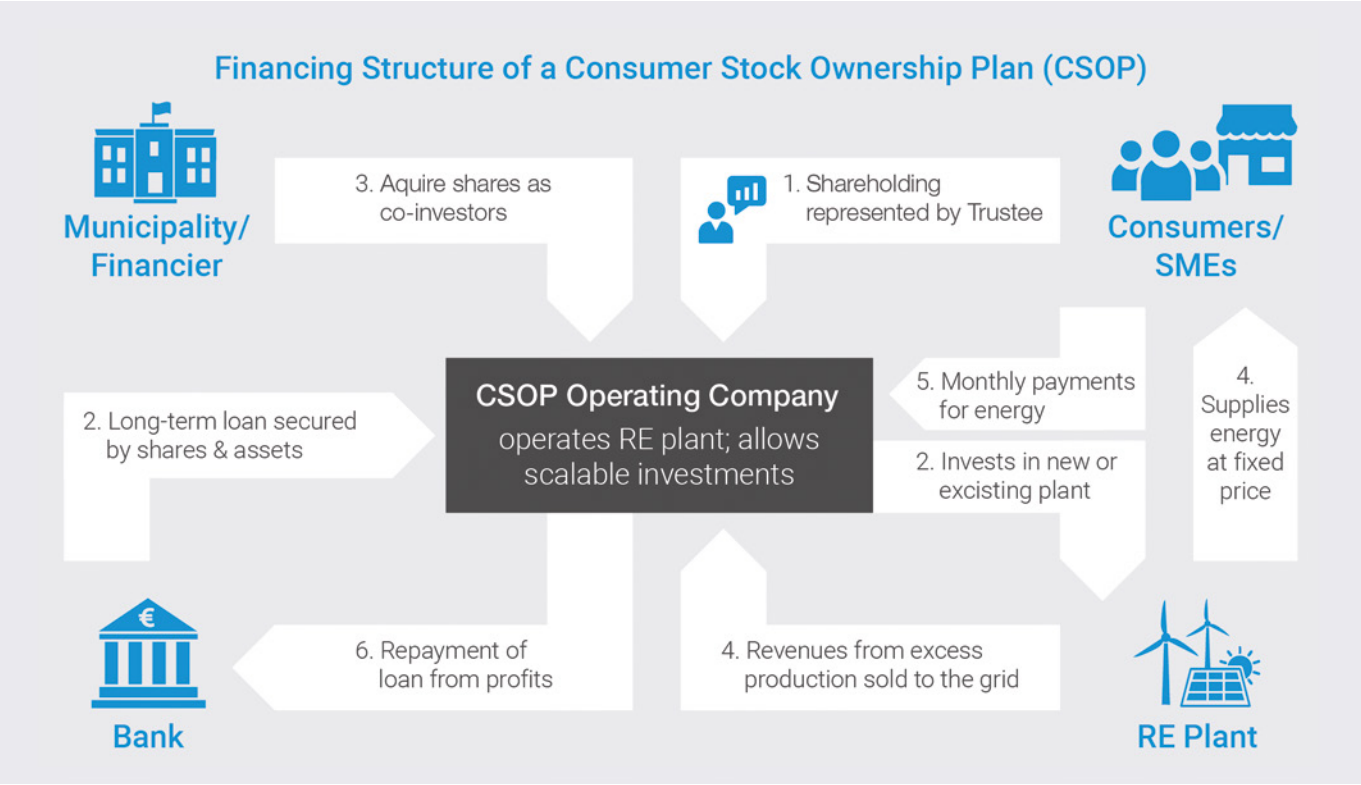 Financing Structure of a Consumer Stock Ownership Plan (CSOP)
Municipality/
Financier
3. Aquire shares as
co-investors
1. Shareholding
represented by Trustee
Consumers/
SMEs
2. Long-term loan secured
by shares & assets
CSOP Operating Company
operates RE plant; allows
scalable investments
5. Monthly payments
for energy
2. Invests in new or
excisting plant
4.
Supplies
energy
at fixed
price
€
Bank
6. Repayment of
loan from profits
4. Revenues from excess
production sold to the grid
RE Plant